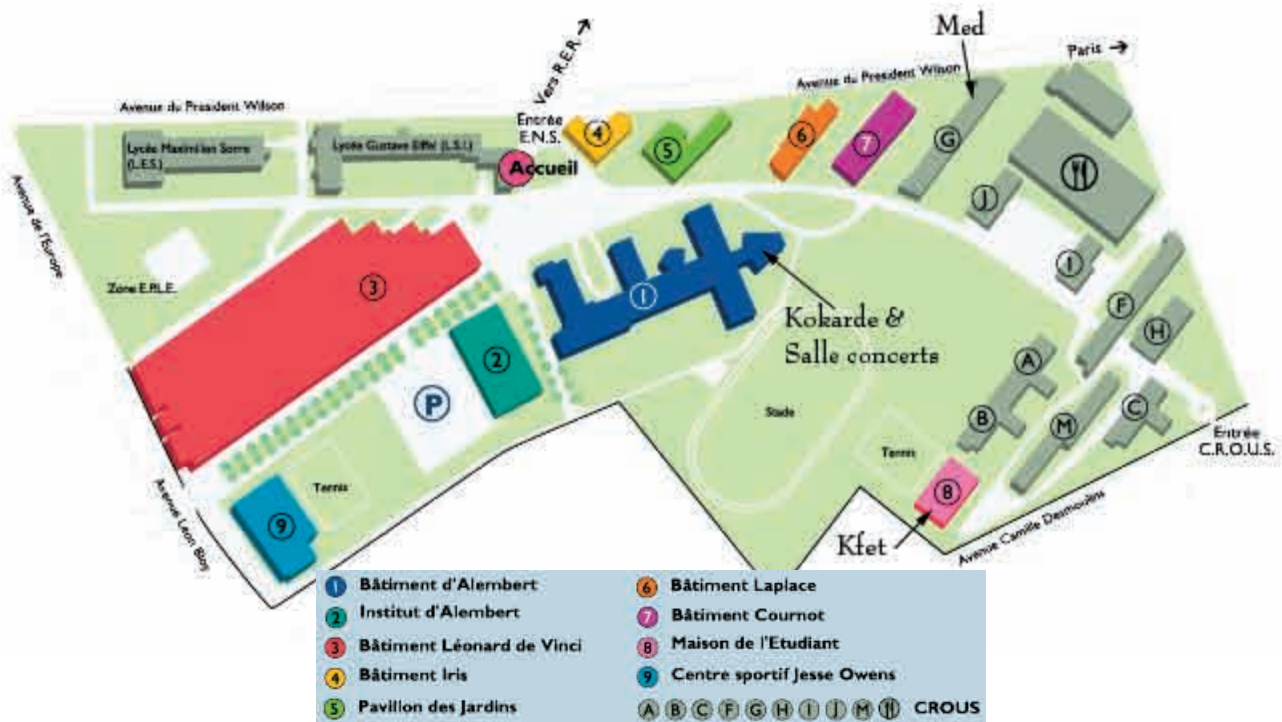 Med
Paris →
Vers R.E.R →
Avenue du President Wilson
Avenue du President Wilson
Entrée
E.N.S.
4
6
7
G
5
Lycée Maximilien Sorre
(L.E.S.)
Lycée Gustave Eiffel (L.S.I.)
Accueil
J
Avenue de l'Europe
I
Zone E.P.L.E.
3
1
F
H
Kokarde &
Salle concerts
2
A
P
Stade
B
M
C
Entrée
C.R.O.U.S.
Tennis
Tennis
8
9
Avenue Léon Bloy
Kfet
Avenue Camille Desmoulins
1 Bâtiment d'Alembert
2 Institut d'Alembert
3 Bâtiment Léonard de Vinci
4 Bâtiment Iris
5 Pavillon des Jardins
6 Bâtiment Laplace
7 Bâtiment Cournot
8 Maison de l'Etudiant
9 Centre sportif Jesse Owens
A B C F G H I J M CROUS